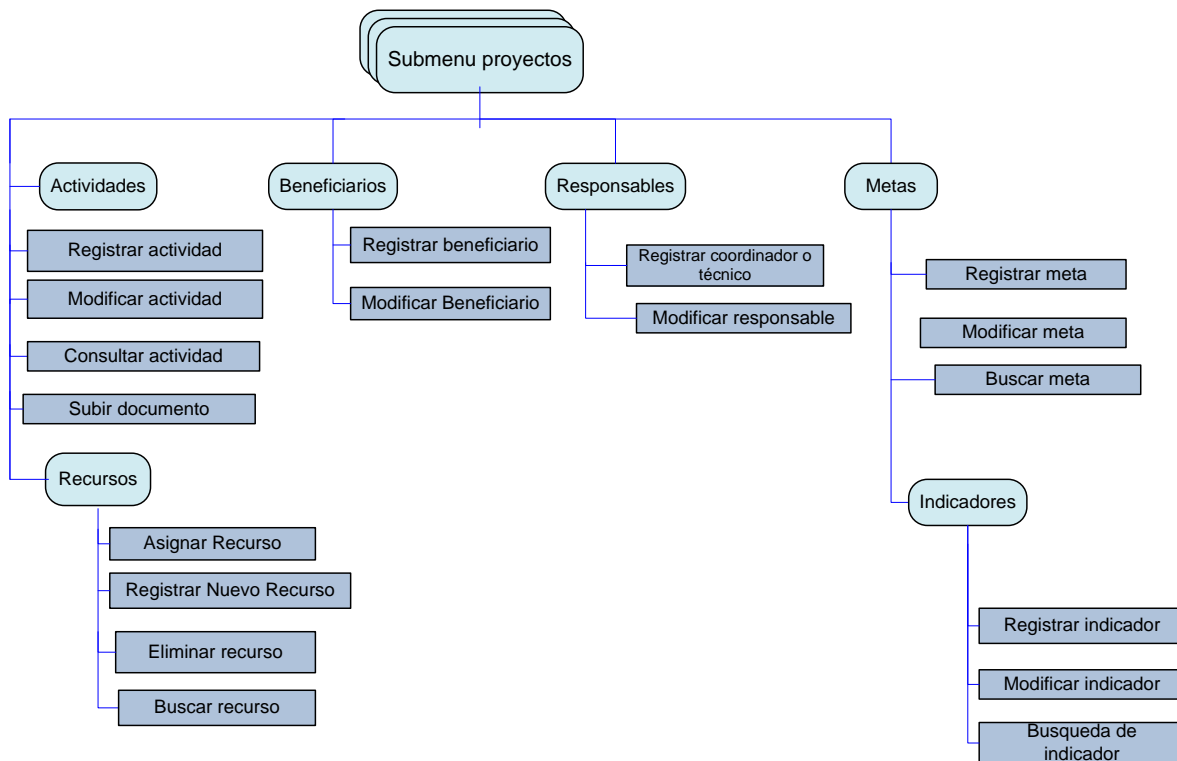 Submenu proyectos
Actividades
Beneficiarios
Responsables
Metas
Registrar actividad
Modificar actividad
Consultar actividad
Subir documento
Registrar beneficiario
Modificar Beneficiario
Registrar coordinador o
técnico
Modificar responsable
Registrar meta
Modificar meta
Buscar meta
Recursos
Asignar Recurso
Registrar Nuevo Recurso
Eliminar recurso
Buscar recurso
Indicadores
Registrar indicador
Modificar indicador
Busqueda de
indicador